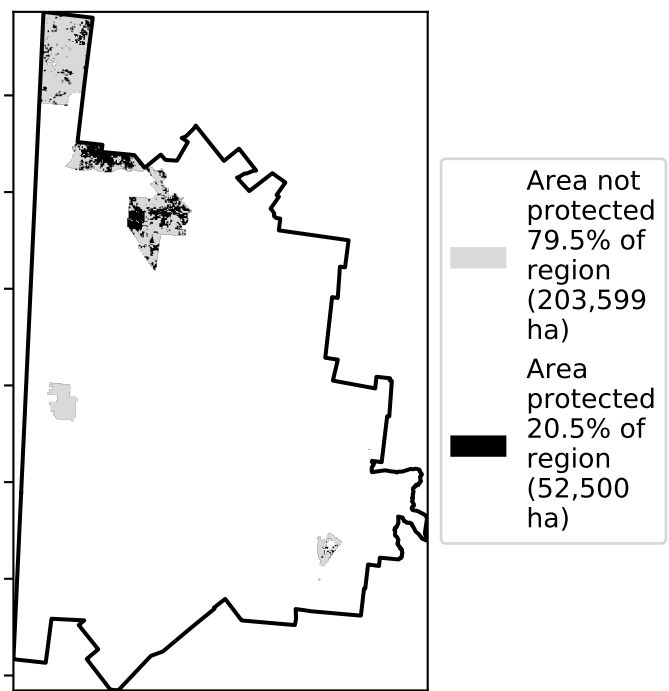 Area not
protected
79.5% of
region
(203,599
ha)
Area
protected
20.5% of
region
(52,500
ha)